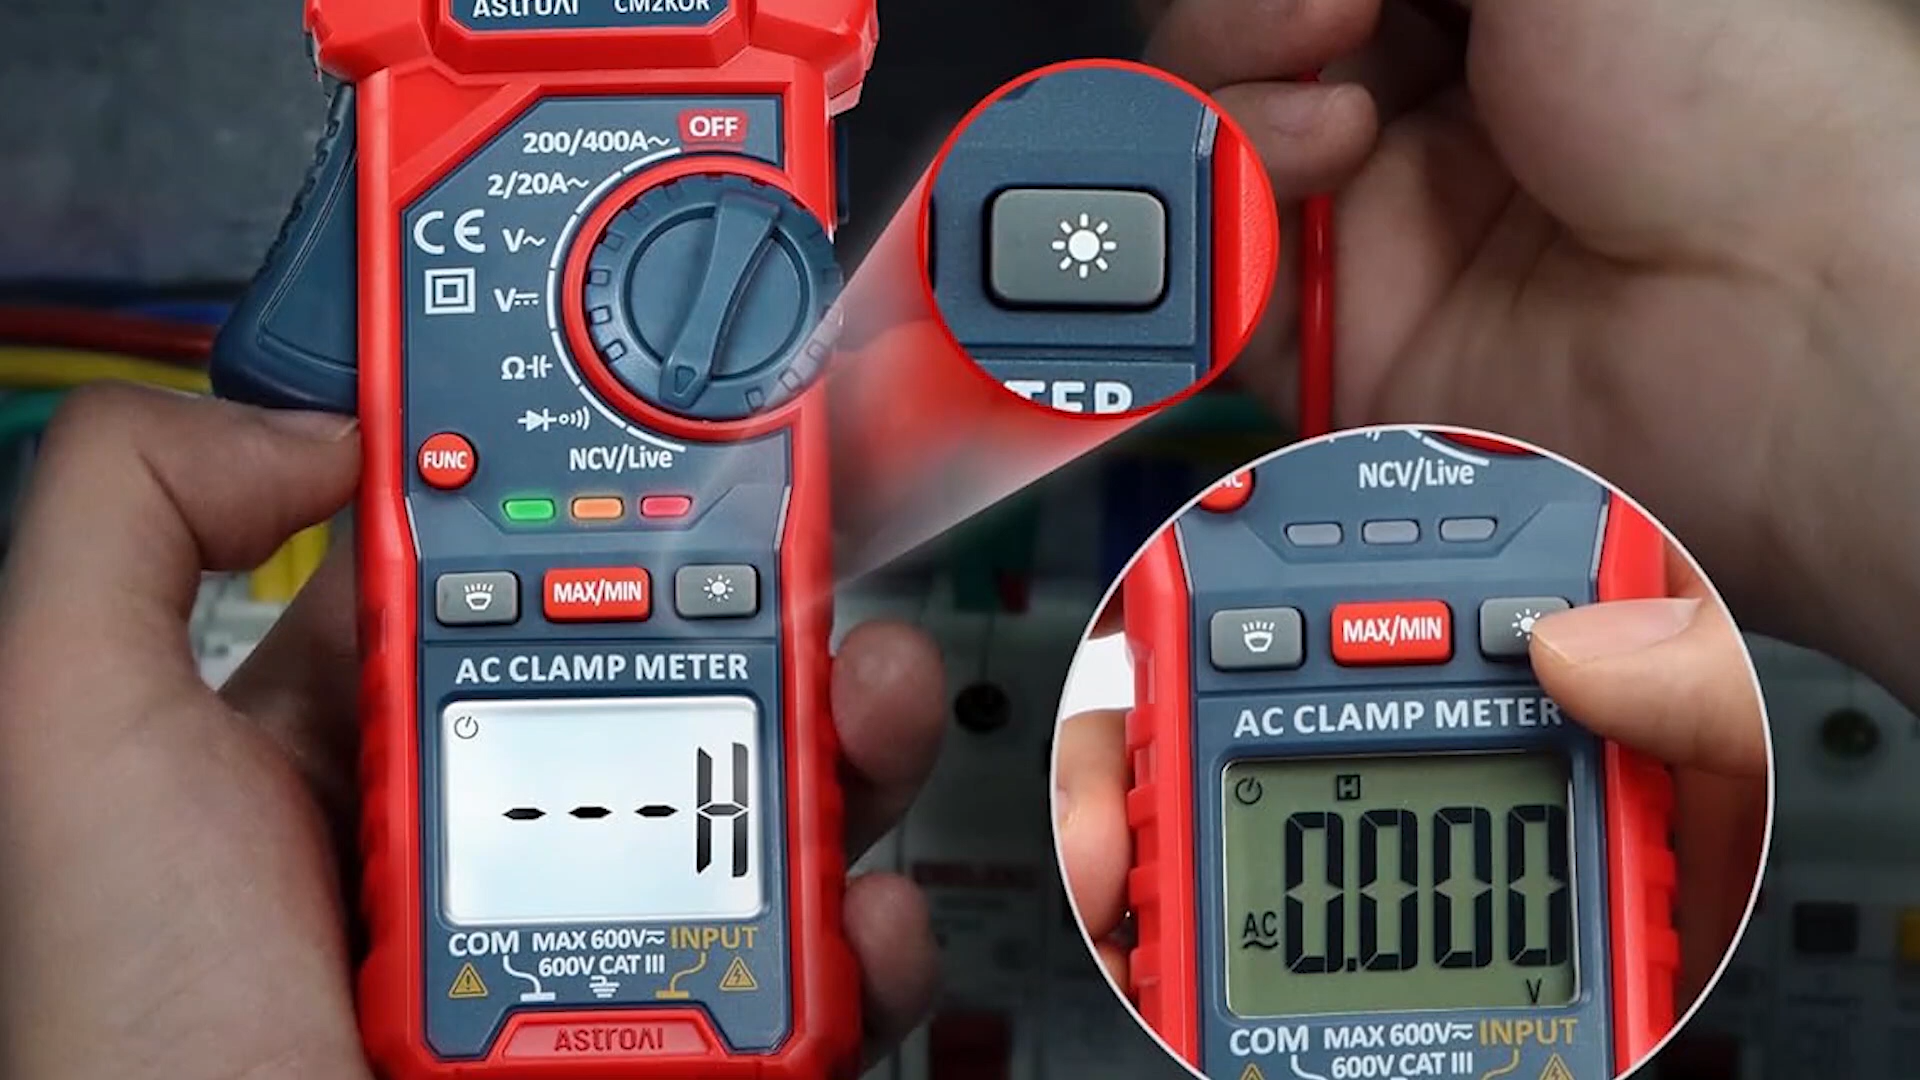 ASTROAI CM2K0R
OFF
200/400A~
2/20A~
CE
V~
V⎓
Ω
FUNC
NCV/Live
MAX/MIN
AC CLAMP METER
---H
COM MAX 600V≂ INPUT
600V CAT III
ASTROAI
TER
NCV/Live
MAX/MIN
AC CLAMP METER
H
0.000
AC
V
COM MAX 600V≂ INPUT
600V CAT III